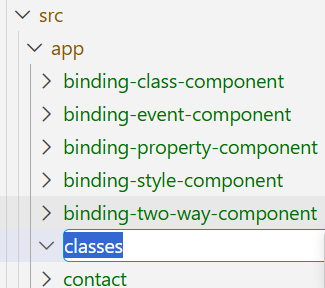 src
app
binding-class-component
binding-event-component
binding-property-component
binding-style-component
binding-two-way-component
classes
contact